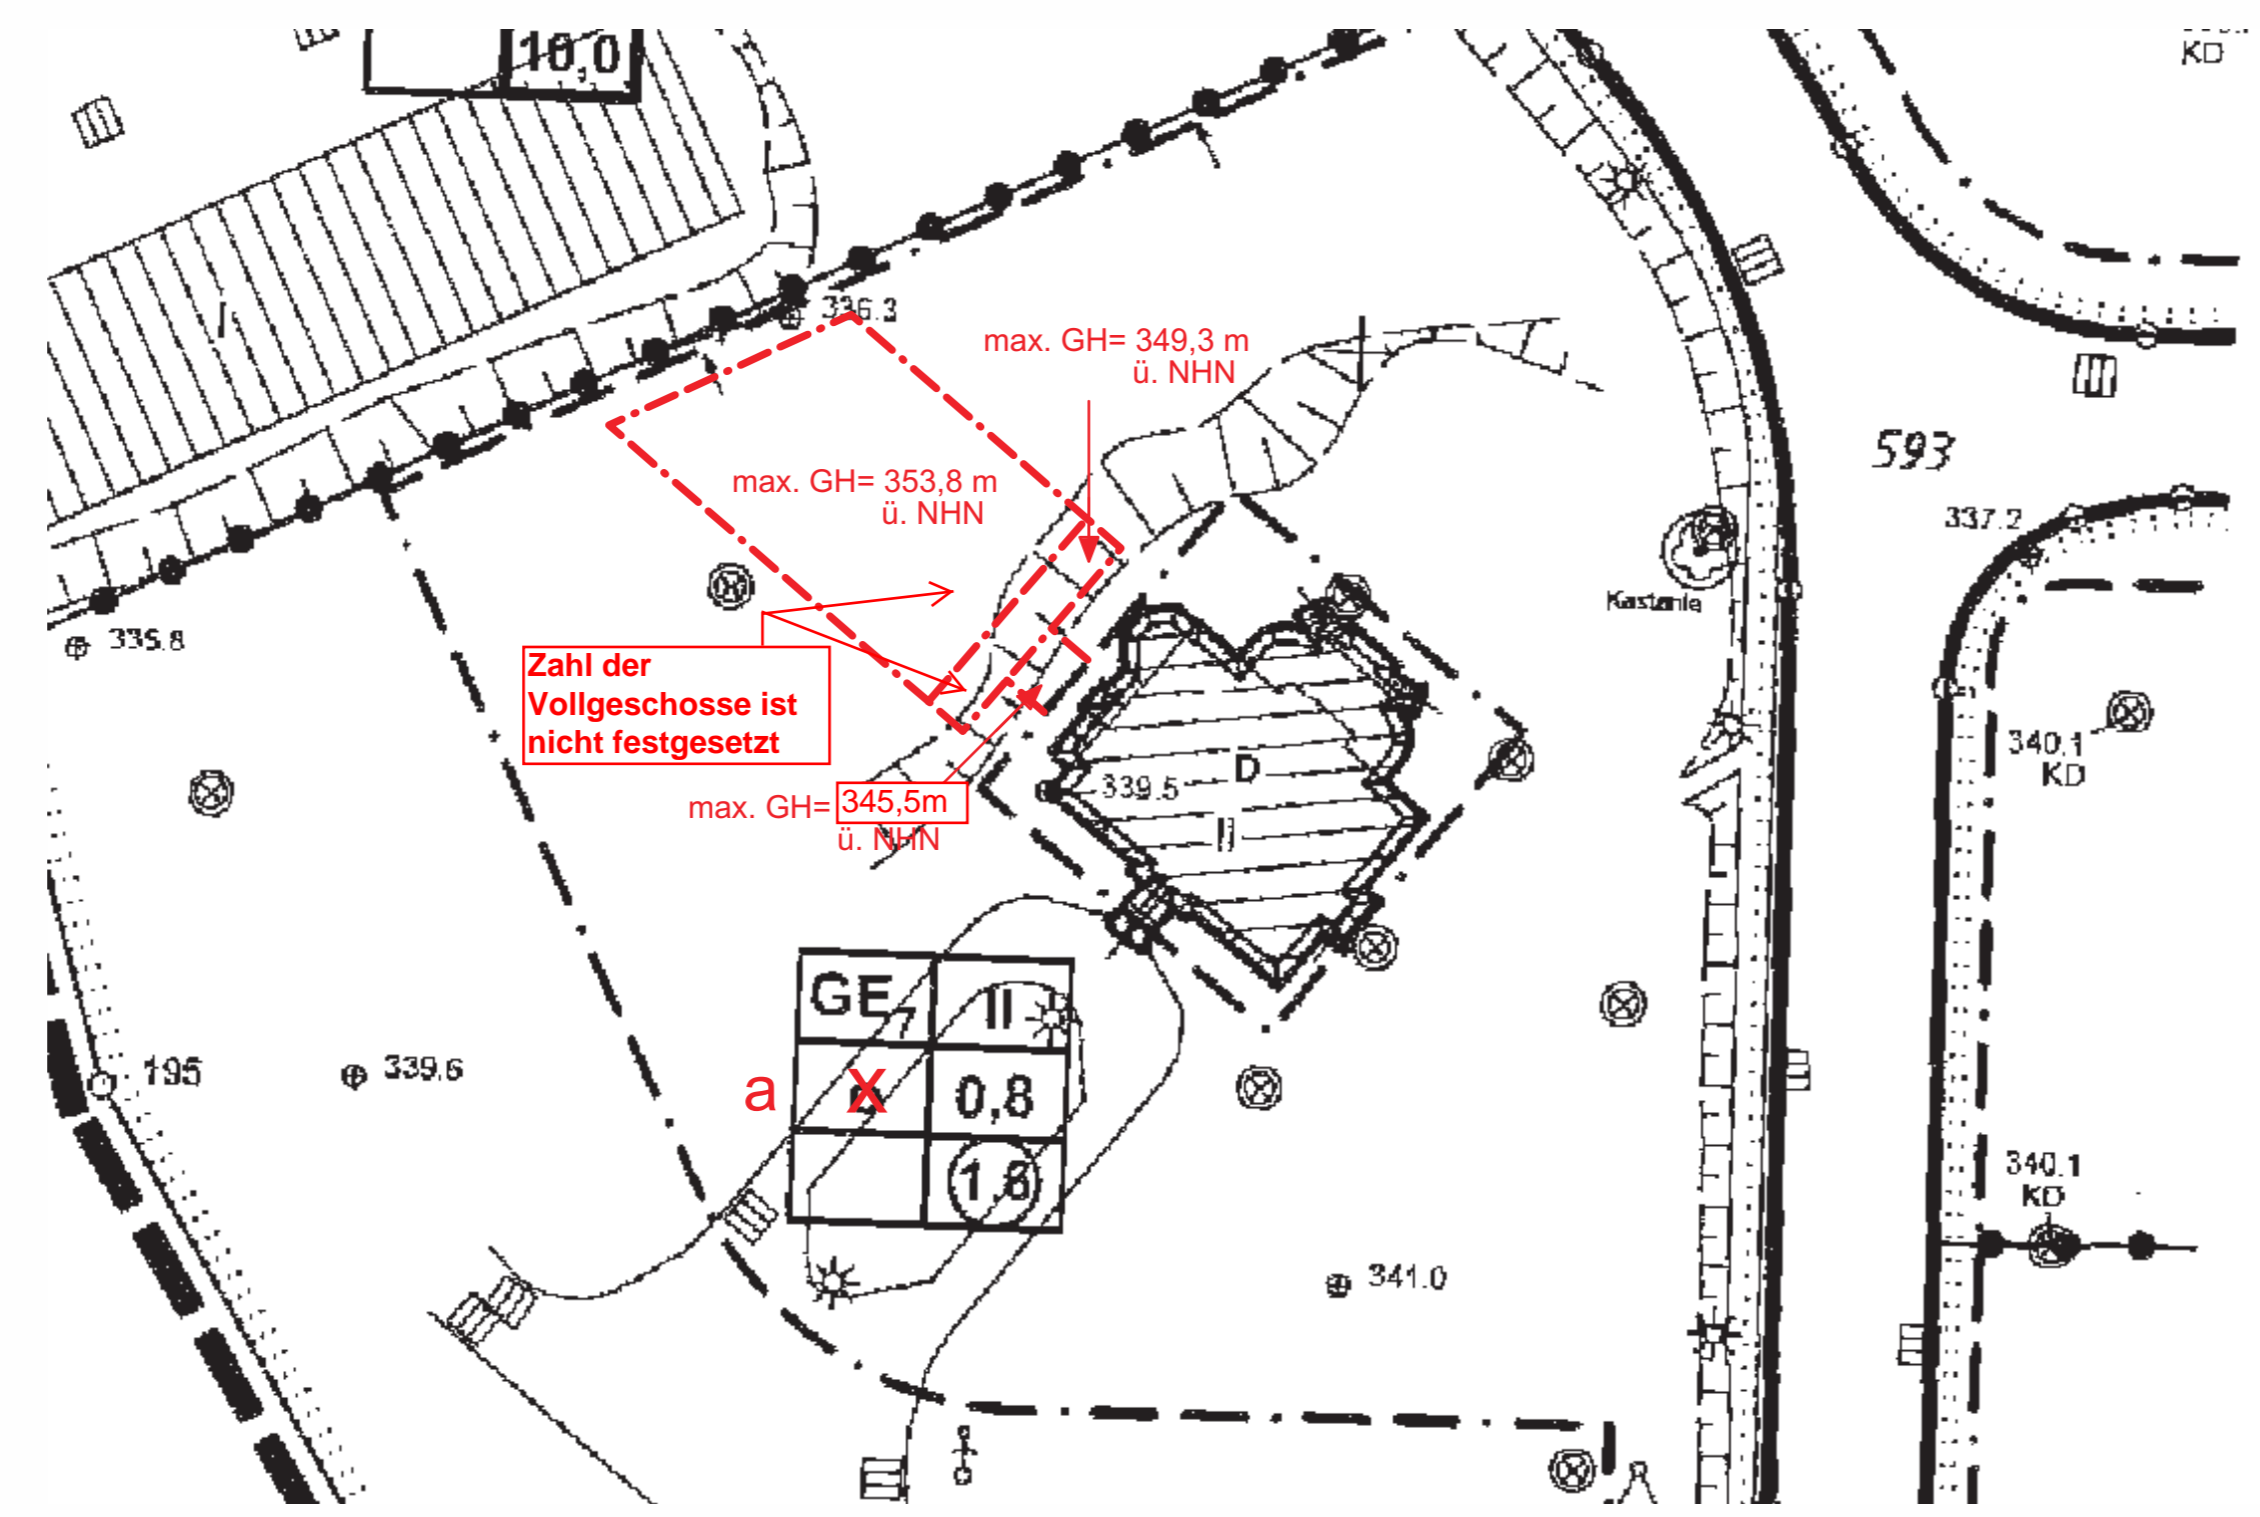 10,0
KD
336.3
max. GH= 349,3 m
ü. NHN
593
max. GH= 353,8 m
ü. NHN
337.2
Kastanie
335.8
Zahl der
Vollgeschosse ist
nicht festgesetzt
339.5
D
II
340.1
KD
max. GH= 345,5m
ü. NHN
GE7 II
195
339.6
a X 0,8
1,6
340.1
KD
341.0
I